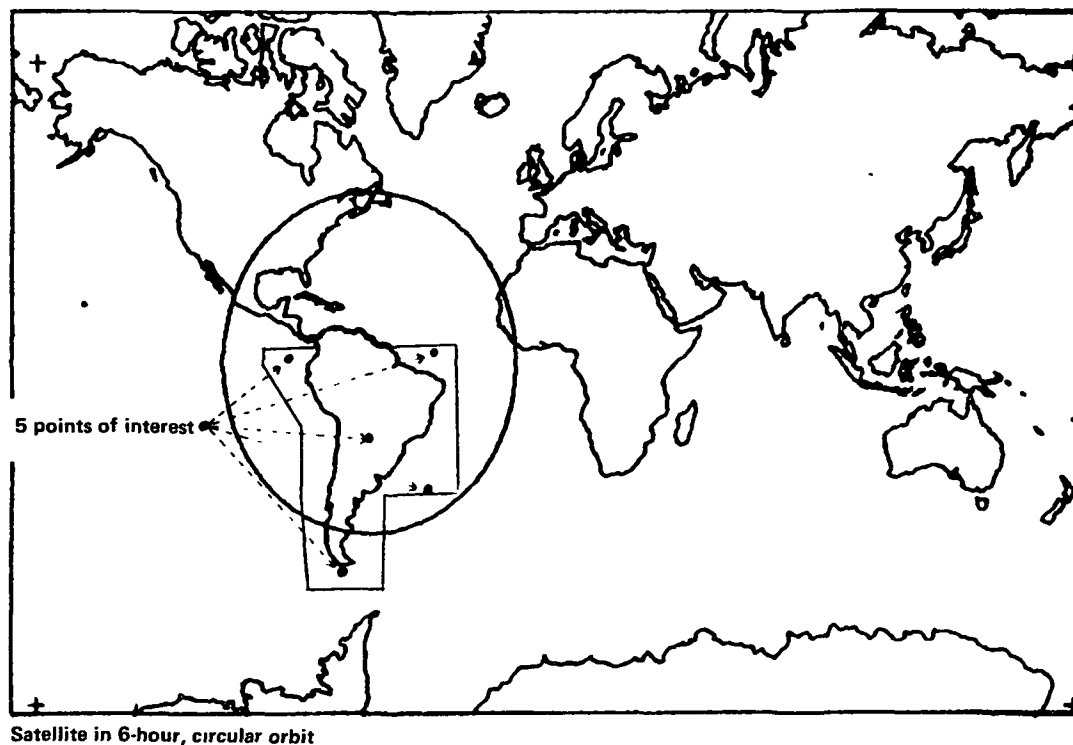 5 points of interest
Satellite in 6-hour, circular orbit